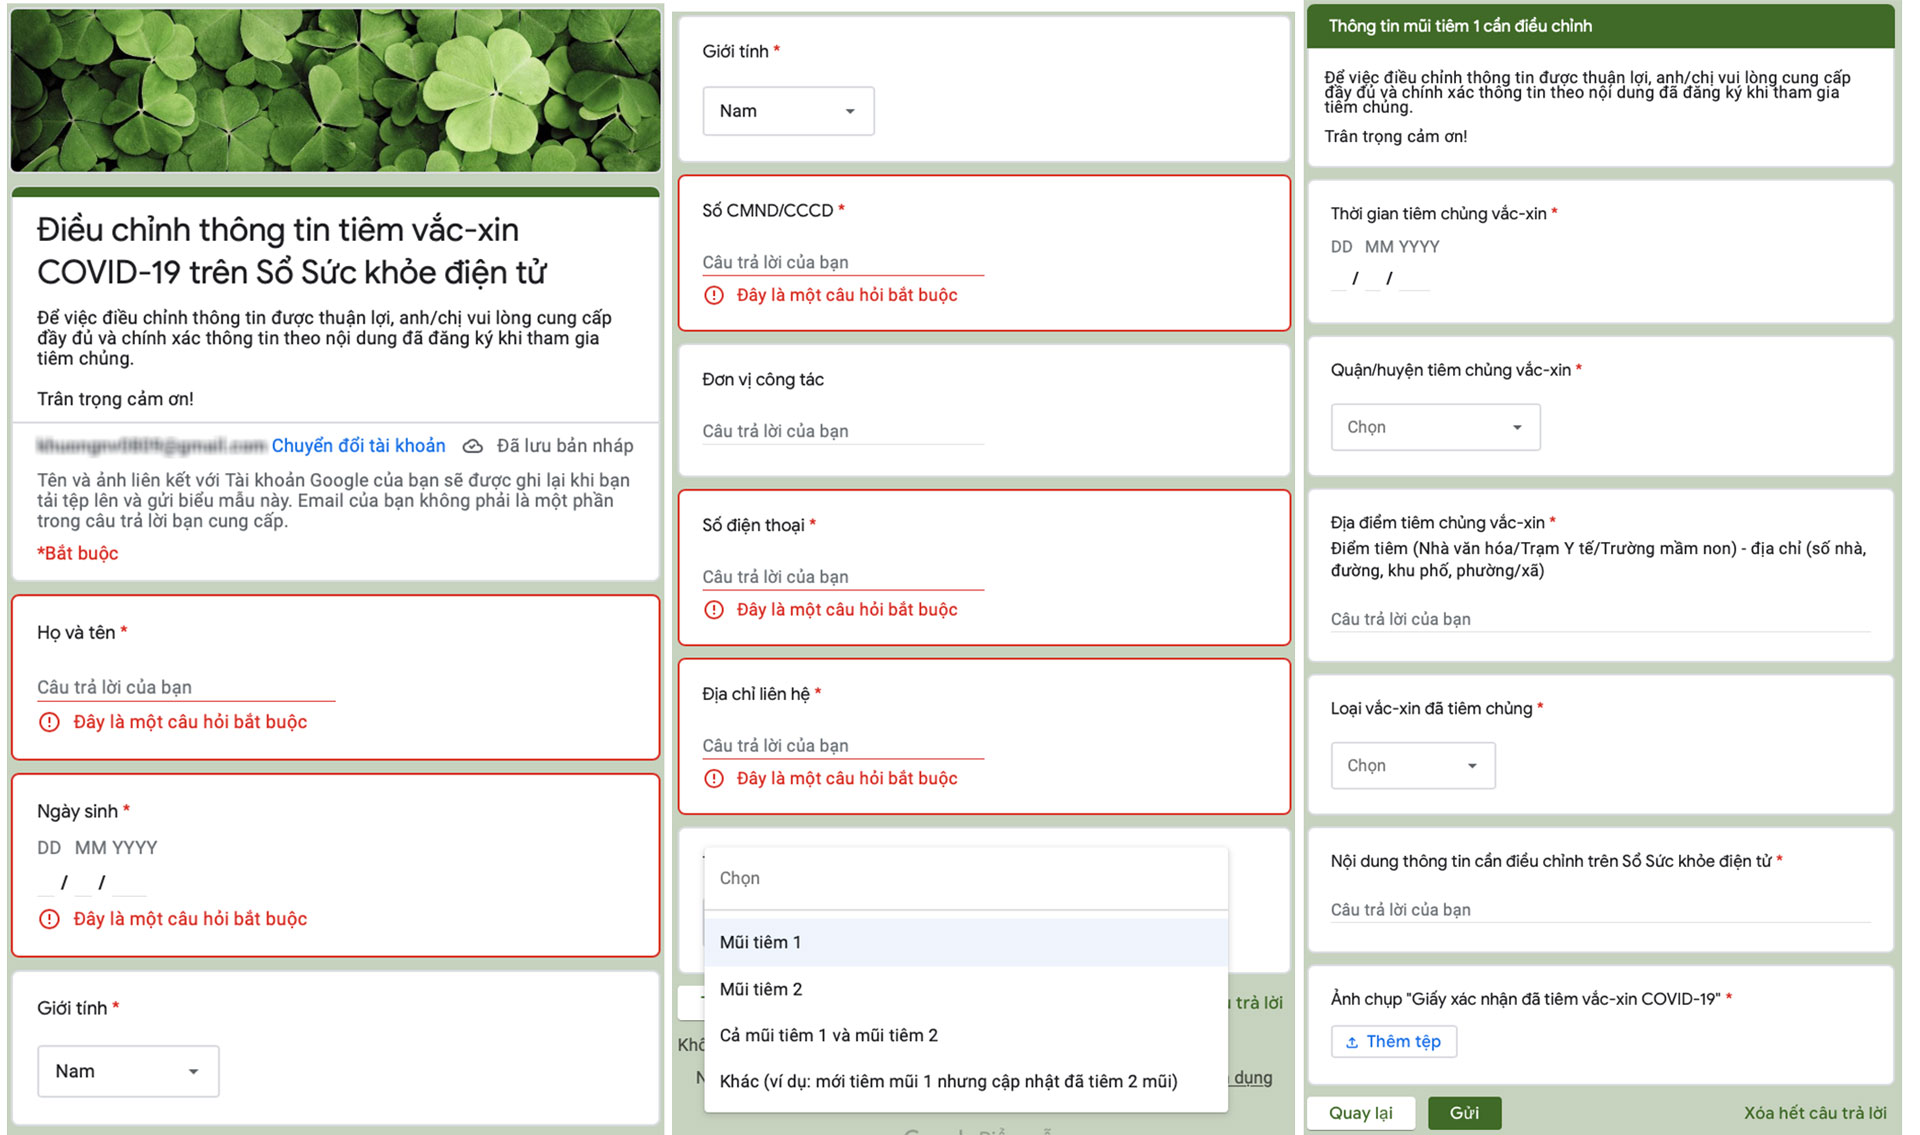 Điều chỉnh thông tin tiêm vắc-xin
COVID-19 trên Sổ Sức khỏe điện tử
Để việc điều chỉnh thông tin được thuận lợi, anh/chị vui lòng cung cấp
đầy đủ và chính xác thông tin theo nội dung đã đăng ký khi tham gia
tiêm chủng.
Trân trọng cảm ơn!
Chuyển đổi tài khoản Đã lưu bản nháp
Tên và ảnh liên kết với Tài khoản Google của bạn sẽ được ghi lại khi bạn
tải tệp lên và gửi biểu mẫu này. Email của bạn không phải là một phần
trong câu trả lời bạn cung cấp.
*Bắt buộc
Họ và tên *
Câu trả lời của bạn
Đây là một câu hỏi bắt buộc
Ngày sinh *
DD MM YYYY
/ /
Đây là một câu hỏi bắt buộc
Giới tính *
Nam
Giới tính *
Nam
Số CMND/CCCD *
Câu trả lời của bạn
Đây là một câu hỏi bắt buộc
Đơn vị công tác
Câu trả lời của bạn
Số điện thoại *
Câu trả lời của bạn
Đây là một câu hỏi bắt buộc
Địa chỉ liên hệ *
Câu trả lời của bạn
Đây là một câu hỏi bắt buộc
Chọn
Mũi tiêm 1
Mũi tiêm 2
trả lời
Cả mũi tiêm 1 và mũi tiêm 2
Khác (ví dụ: mới tiêm mũi 1 nhưng cập nhật đã tiêm 2 mũi)
dụng
Thông tin mũi tiêm 1 cần điều chỉnh
Để việc điều chỉnh thông tin được thuận lợi, anh/chị vui lòng cung cấp
đầy đủ và chính xác thông tin theo nội dung đã đăng ký khi tham gia
tiêm chủng.
Trân trọng cảm ơn!
Thời gian tiêm chủng vắc-xin *
DD MM YYYY
/ /
Quận/huyện tiêm chủng vắc-xin *
Chọn
Địa điểm tiêm chủng vắc-xin *
Điểm tiêm (Nhà văn hóa/Trạm Y tế/Trường mầm non) - địa chỉ (số nhà,
đường, khu phố, phường/xã)
Câu trả lời của bạn
Loại vắc-xin đã tiêm chủng *
Chọn
Nội dung thông tin cần điều chỉnh trên Sổ Sức khỏe điện tử *
Câu trả lời của bạn
Ảnh chụp "Giấy xác nhận đã tiêm vắc-xin COVID-19" *
Thêm tệp
Quay lại Gửi Xóa hết câu trả lời